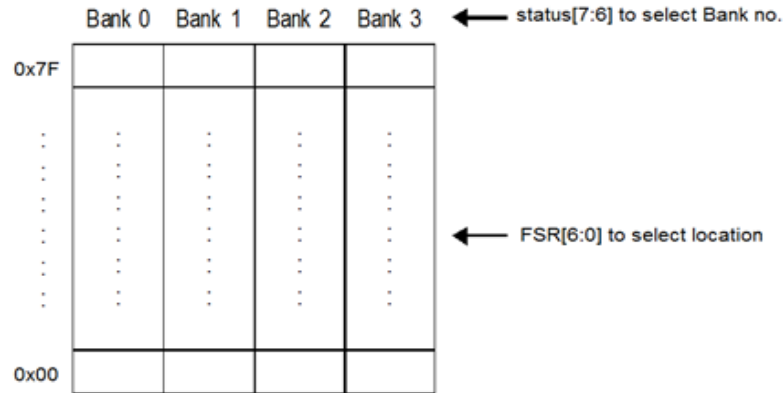 Bank 0 Bank 1 Bank 2 Bank 3 status[7:6] to select Bank no.
0x7F
FSR[6:0] to select location
0x00